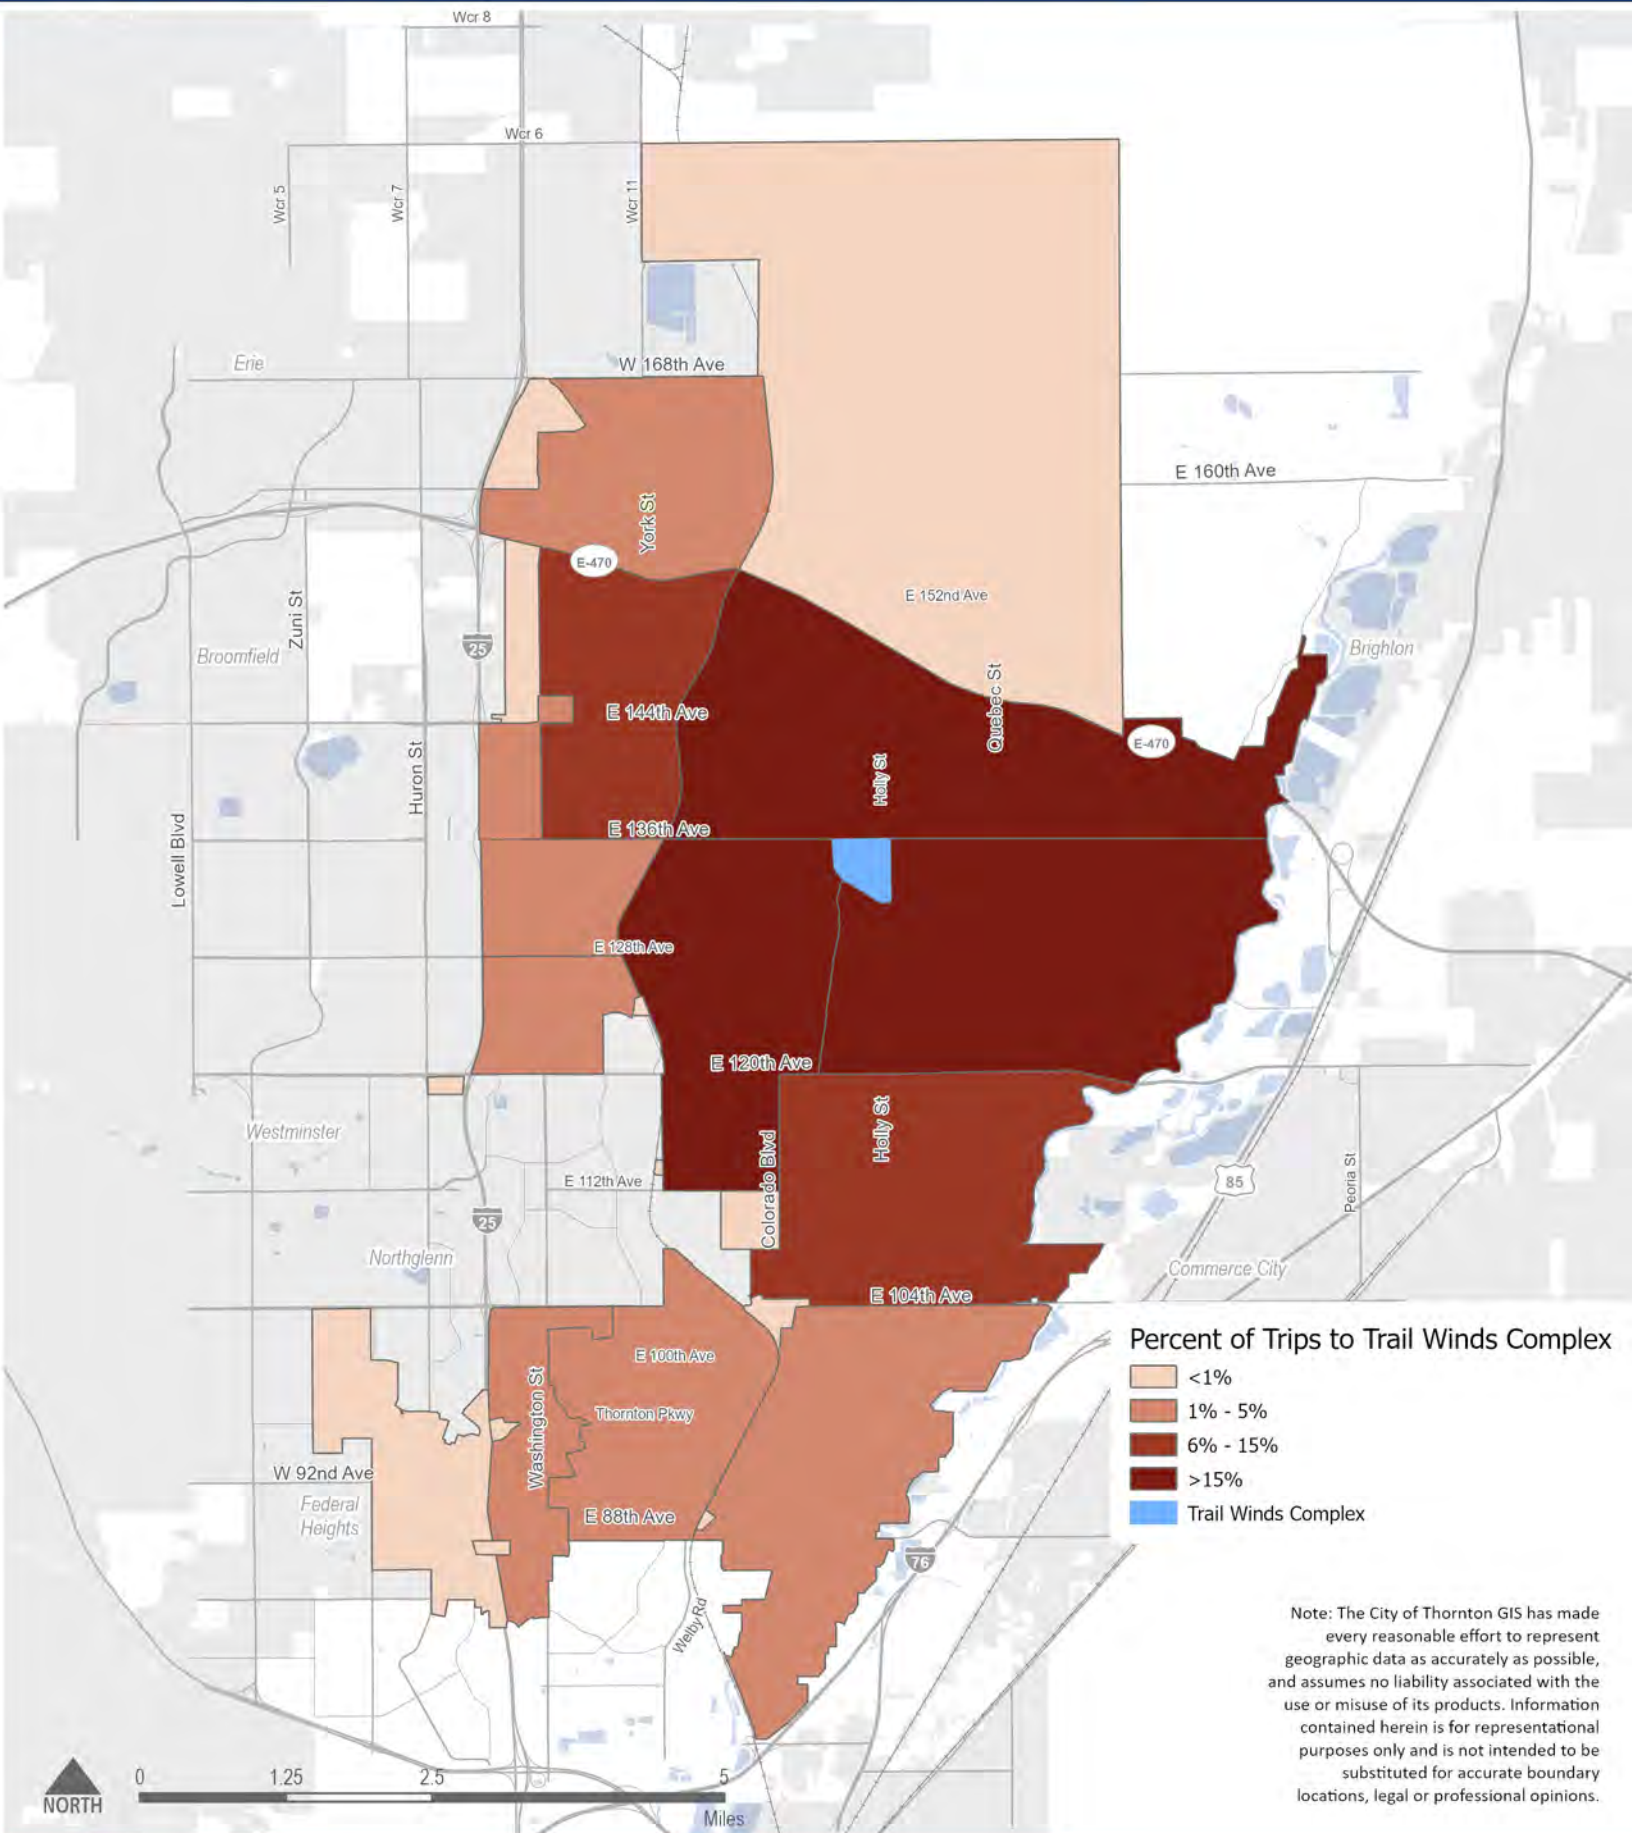 Wcr 8
Wcr 6
Wcr 5
Wcr 7
Wcr 11
Erie
W 168th Ave
E 160th Ave
York St
E-470
E 152nd Ave
Zuni St
Broomfield
25
Brighton
Quebec St
E 144th Ave
E-470
Huron St
Holly St
Lowell Blvd
E 136th Ave
E 128th Ave
E 120th Ave
Holly St
Westminster
Colorado Blvd
E 112th Ave
85
Peoria St
25
Northglenn
Commerce City
E 104th Ave
E 100th Ave
Washington St
Thornton Pkwy
W 92nd Ave
Federal
Heights
E 88th Ave
76
Welby Rd
Percent of Trips to Trail Winds Complex
<1%
1% - 5%
6% - 15%
>15%
Trail Winds Complex
Note: The City of Thornton GIS has made
every reasonable effort to represent
geographic data as accurately as possible,
and assumes no liability associated with the
use or misuse of its products. Information
contained herein is for representational
purposes only and is not intended to be
substituted for accurate boundary
locations, legal or professional opinions.
NORTH
0 1.25 2.5 5
Miles